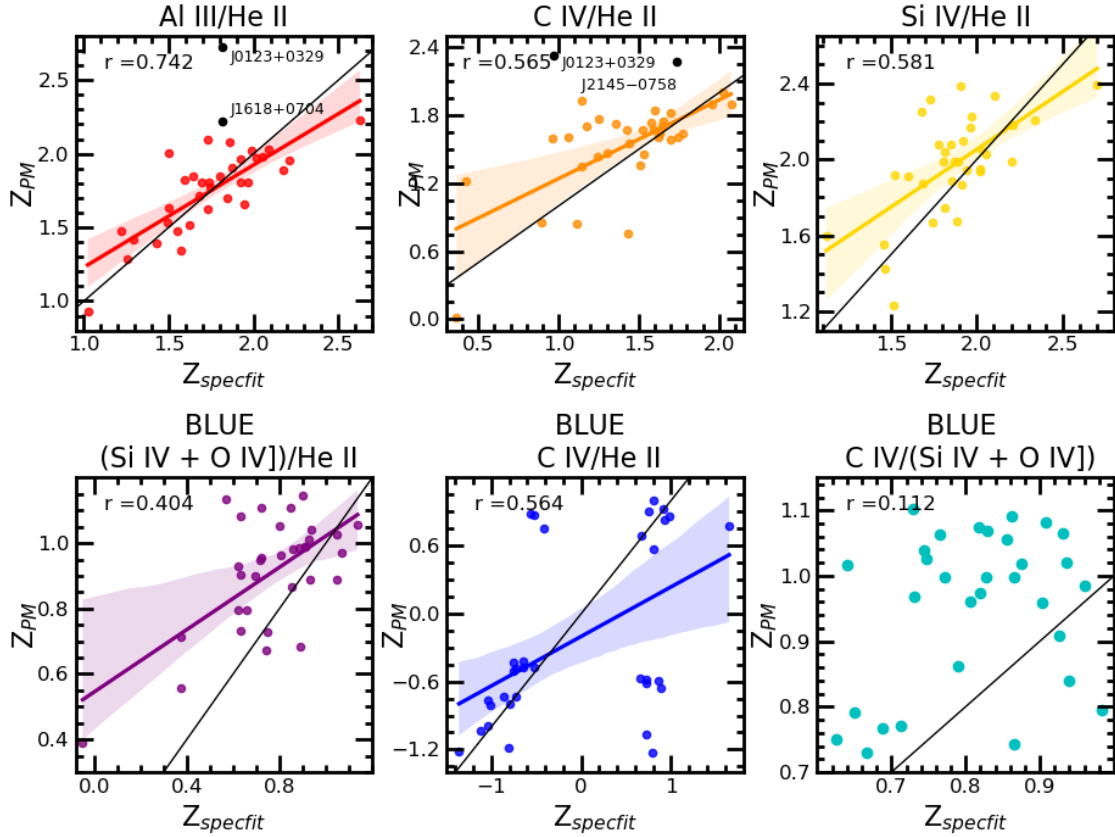 Al III/He II
C IV/He II
Si IV/He II
r =0.742
J0123+0329
J1618+0704
2.5
2.0
1.5
1.0
Z_PM
1.0
1.5
2.0
2.5
Z_specfit
r =0.565
J0123+0329
J2145−0758
2.4
1.8
1.2
0.6
0.0
Z_PM
0.5
1.0
1.5
2.0
Z_specfit
r =0.581
2.4
2.0
1.6
1.2
Z_PM
1.5
2.0
2.5
Z_specfit
BLUE
(Si IV + O IV])/He II
BLUE
C IV/He II
BLUE
C IV/(Si IV + O IV])
r =0.404
1.0
0.8
0.6
0.4
Z_PM
0.0
0.4
0.8
Z_specfit
r =0.564
0.6
0.0
−0.6
−1.2
Z_PM
−1
0
1
Z_specfit
r =0.112
1.1
1.0
0.9
0.8
0.7
Z_PM
0.7
0.8
0.9
Z_specfit